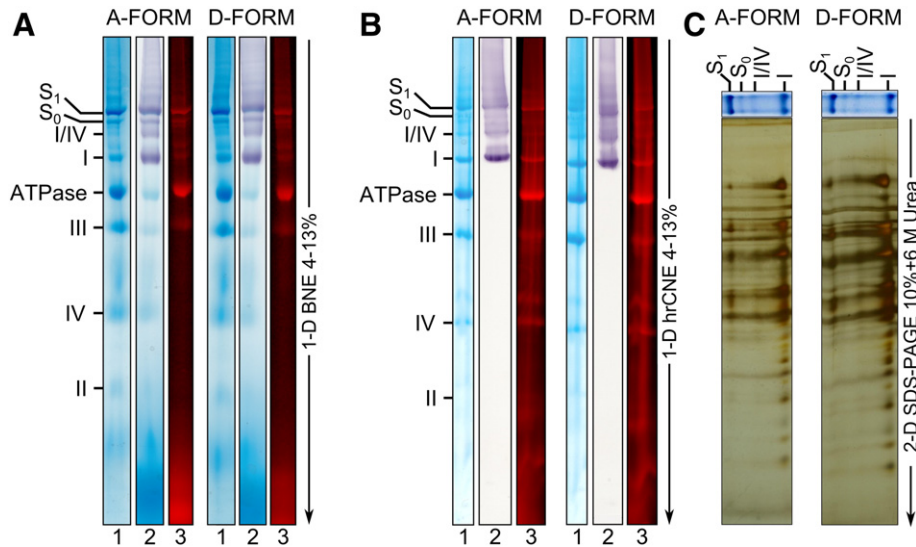 A
A-FORM D-FORM
S1
S0
I/IV
I
ATPase
III
IV
II
1 2 3 1 2 3
1-D BNE 4-13%
B
A-FORM D-FORM
S1
S0
I/IV
I
ATPase
III
IV
II
1 2 3 1 2 3
1-D hrCNE 4-13%
C
A-FORM D-FORM
S1 S0 I/IV I S1 S0 I/IV I
2-D SDS-PAGE 10%+6 M Urea